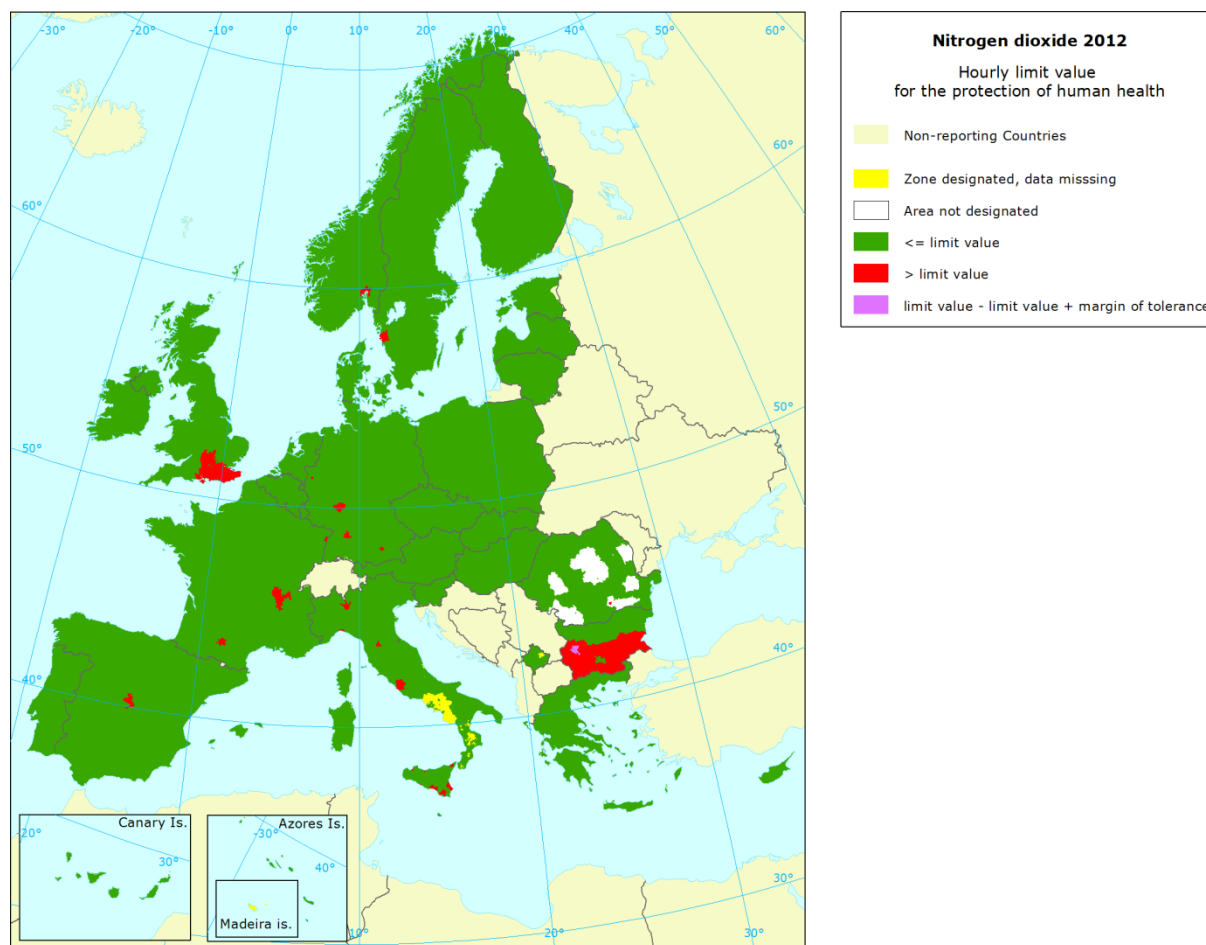 -30° -20° -10° 0° 10° 20° 30° 40° 50° 60°
60° 60°
50° 50°
40° 40°
Canary Is.
-20°
30°
Azores Is.
-30°
40°
Madeira is.
10° 20° 30°
30°
Nitrogen dioxide 2012
Hourly limit value
for the protection of human health
Non-reporting Countries
Zone designated, data misssing
Area not designated
<= limit value
> limit value
limit value - limit value + margin of tolerance